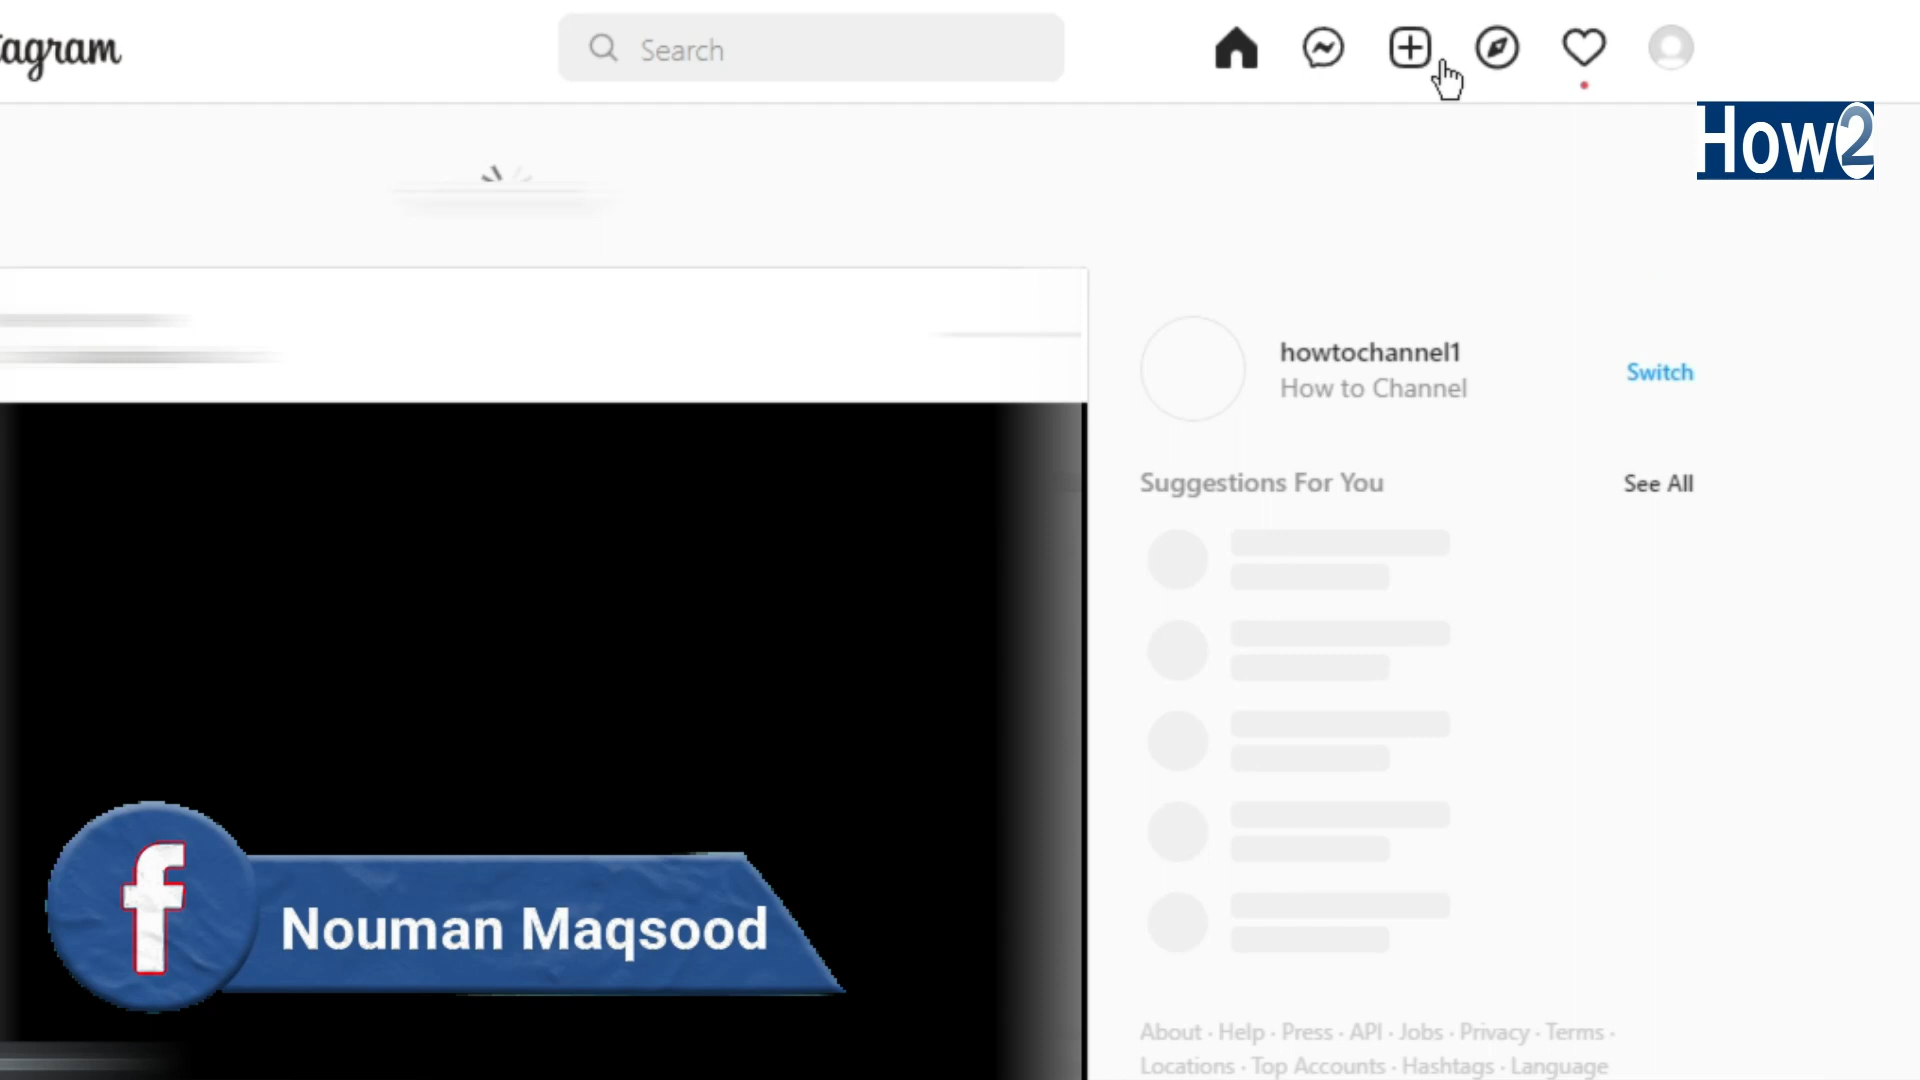 tagram
Search
How2
howtochannel1
How to Channel
Switch
Suggestions For You
See All
f
Nouman Maqsood
About · Help · Press · API · Jobs · Privacy · Terms ·
Locations · Top Accounts · Hashtags · Language